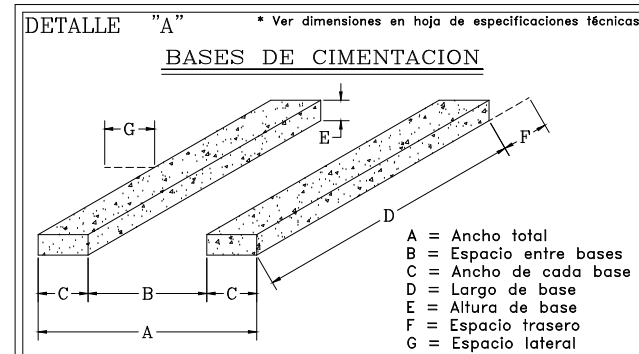 DETALLE "A"
* Ver dimensiones en hoja de especificaciones técnicas
BASES DE CIMENTACION
G
E
F
D
C
B
C
A
A = Ancho total
B = Espacio entre bases
C = Ancho de cada base
D = Largo de base
E = Altura de base
F = Espacio trasero
G = Espacio lateral